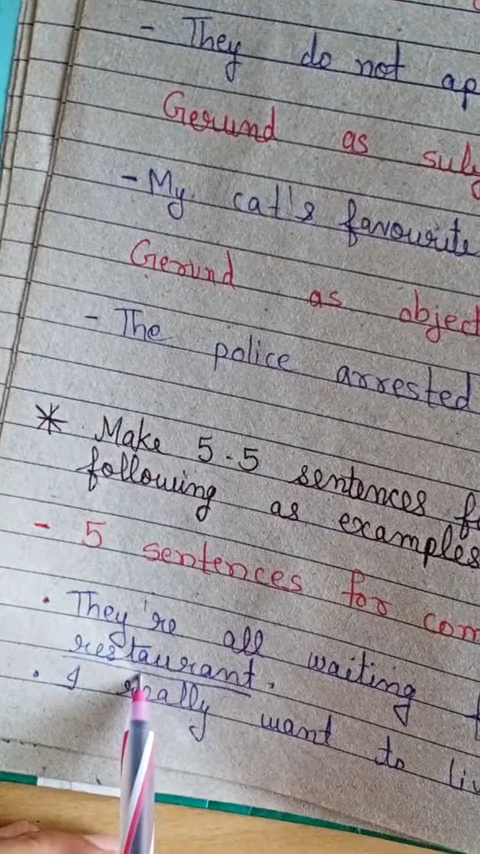 - They do not ap
Gerund as sub
- My cat's favourite
Gerund as object
- The police arrested
* Make 5-5 sentences f
following as examples
- 5 sentences for com
• They're all waiting f
restaurant.
• I really want to liv